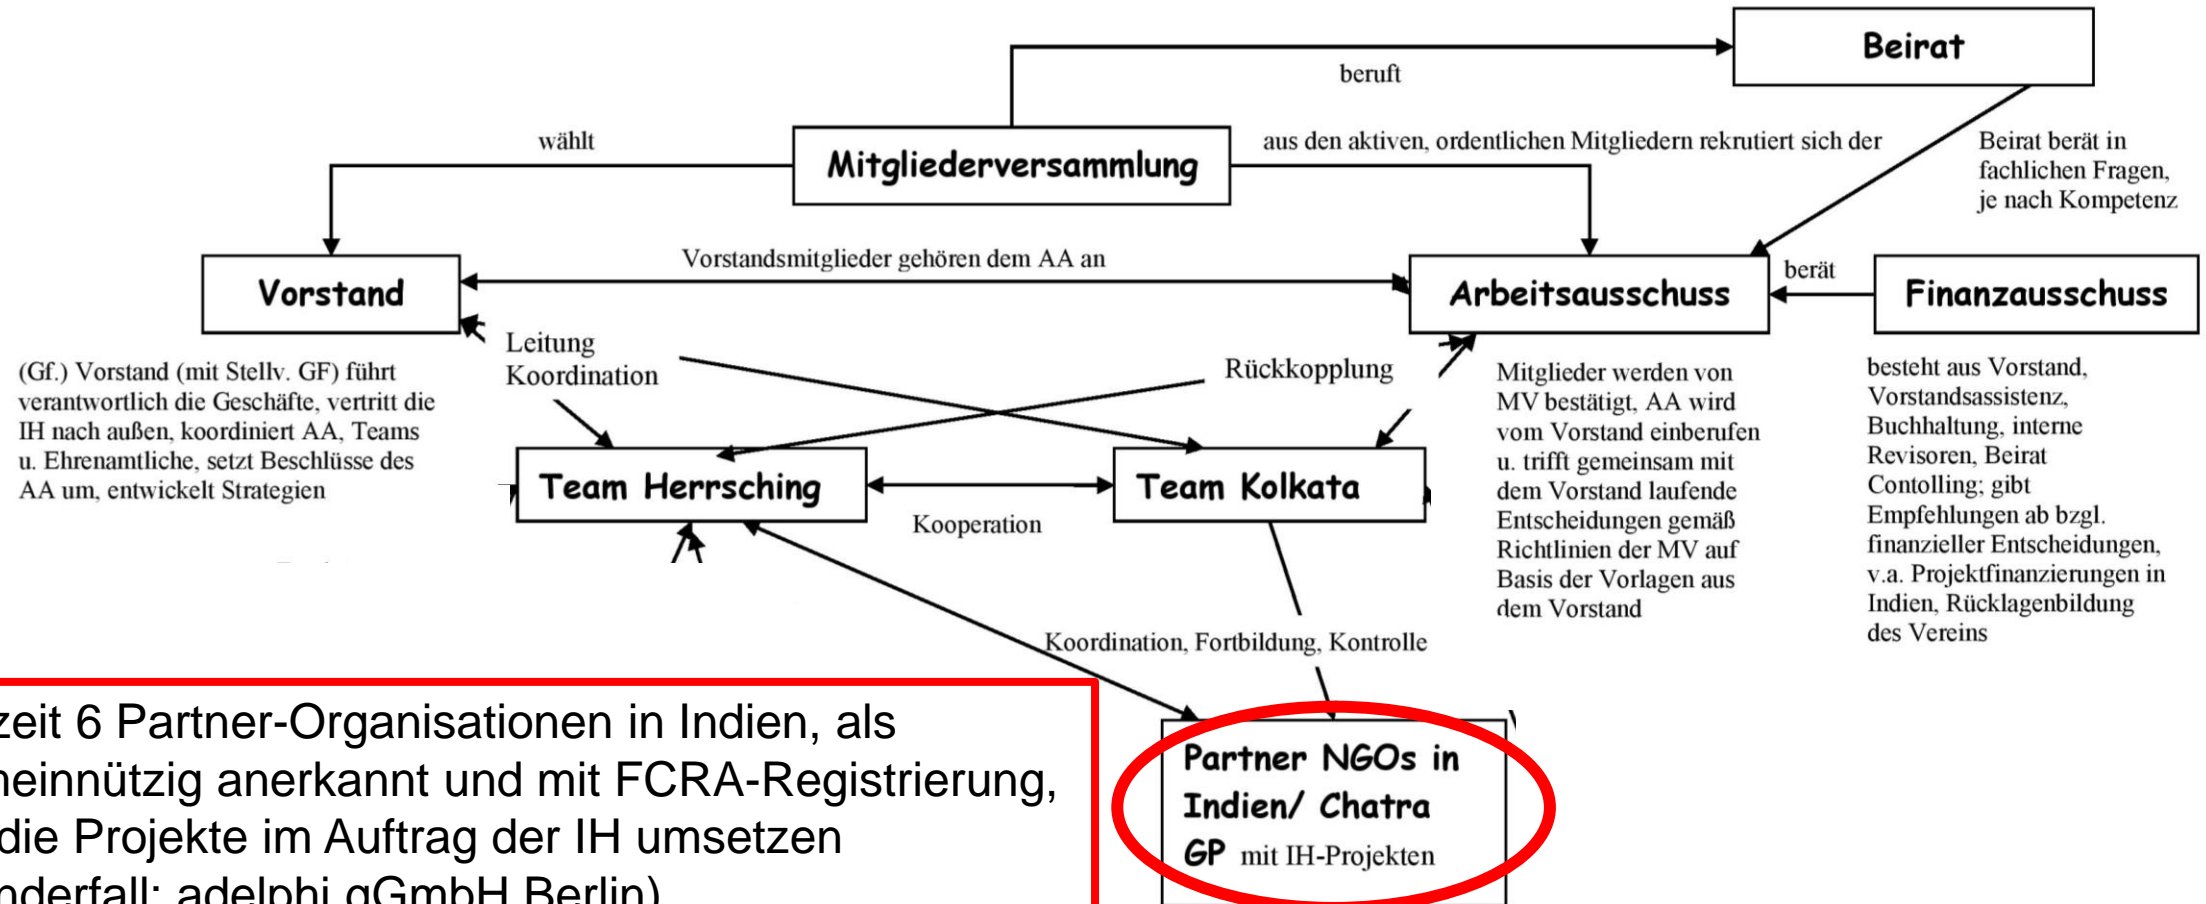 Beirat
beruft
wählt
aus den aktiven, ordentlichen Mitgliedern rekrutiert sich der
Mitgliederversammlung
Beirat berät in
fachlichen Fragen,
je nach Kompetenz
Vorstandsmitglieder gehören dem AA an
Vorstand
Arbeitsausschuss
berät
Finanzausschuss
Leitung
Koordination
Rückkopplung
(Gf.) Vorstand (mit Stellv. GF) führt
verantwortlich die Geschäfte, vertritt die
IH nach außen, koordiniert AA, Teams
u. Ehrenamtliche, setzt Beschlüsse des
AA um, entwickelt Strategien
Mitglieder werden von
MV bestätigt, AA wird
vom Vorstand einberufen
u. trifft gemeinsam mit
dem Vorstand laufende
Entscheidungen gemäß
Richtlinien der MV auf
Basis der Vorlagen aus
dem Vorstand
besteht aus Vorstand,
Vorstandsassistenz,
Buchhaltung, interne
Revisoren, Beirat
Contolling; gibt
Empfehlungen ab bzgl.
finanzieller Entscheidungen,
v.a. Projektfinanzierungen in
Indien, Rücklagenbildung
des Vereins
Team Herrsching
Kooperation
Team Kolkata
Koordination, Fortbildung, Kontrolle
zeit 6 Partner-Organisationen in Indien, als
neinnützig anerkannt und mit FCRA-Registrierung,
die Projekte im Auftrag der IH umsetzen
nderfall: adelphi gGmbH Berlin)
Partner NGOs in
Indien/ Chatra
GP mit IH-Projekten